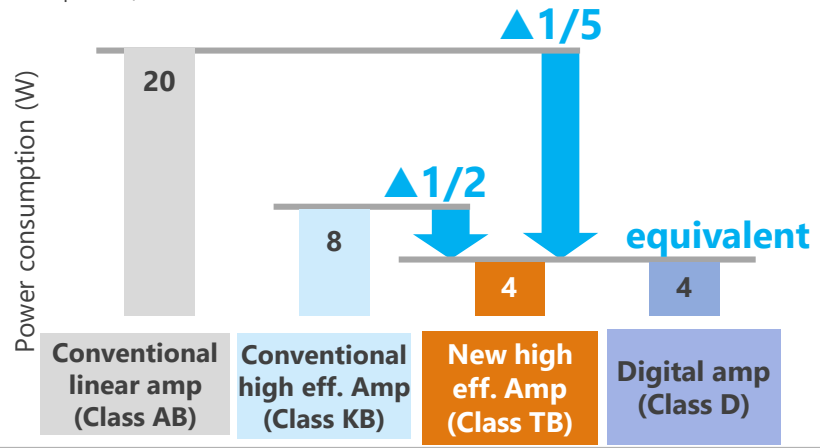 ▲1/5
20
▲1/2
8
equivalent
4
4
Power consumption (W)
Conventional
linear amp
(Class AB)
Conventional
high eff. Amp
(Class KB)
New high
eff. Amp
(Class TB)
Digital amp
(Class D)